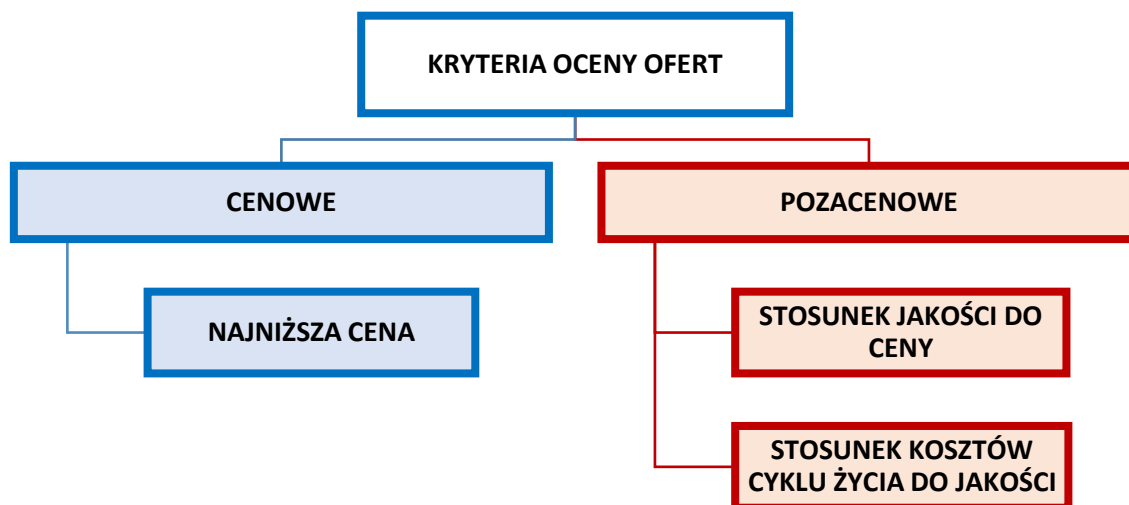 KRYTERIA OCENY OFERT
CENOWE
POZACENOWE
NAJNIŻSZA CENA
STOSUNEK JAKOŚCI DO
CENY
STOSUNEK KOSZTÓW
CYKLU ŻYCIA DO JAKOŚCI